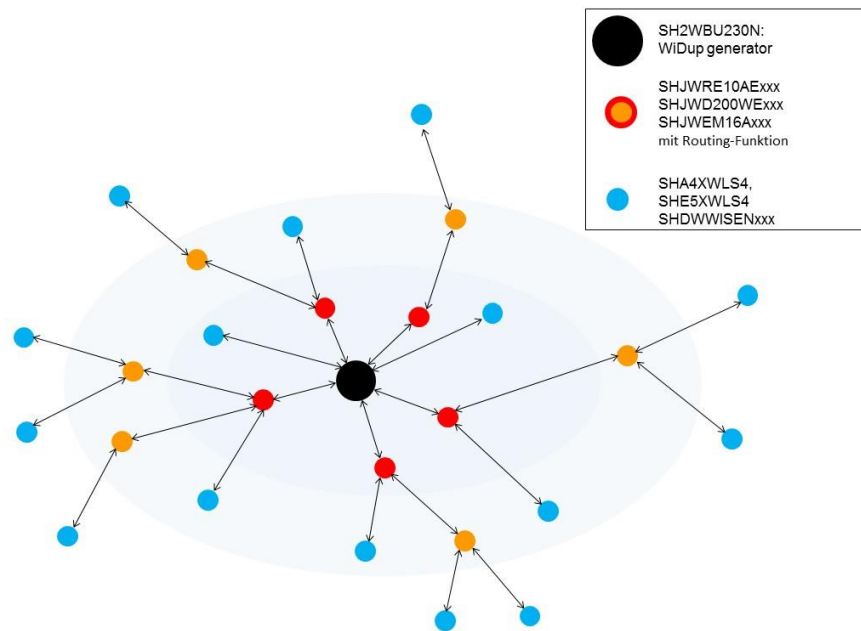 SH2WBU230N:
WiDup generator
SHJWRE10AExxx
SHJWD200WExxx
SHJWEM16Axxx
mit Routing-Funktion
SHA4XWLS4,
SHE5XWLS4
SHDWWISENxxx